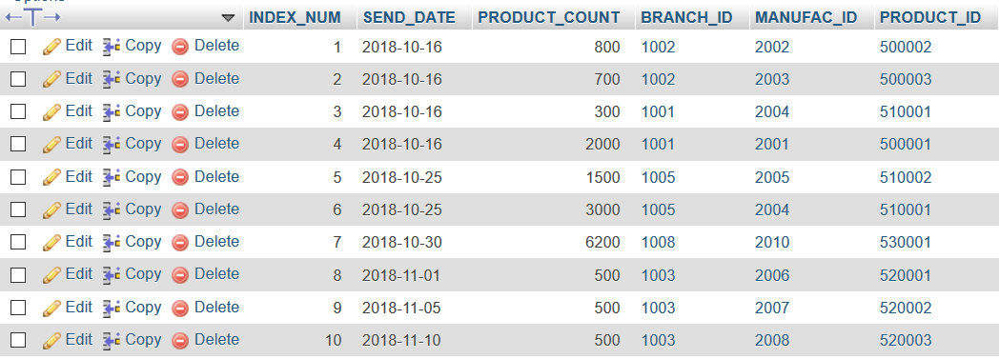 Options
INDEX_NUM SEND_DATE PRODUCT_COUNT BRANCH_ID MANUFAC_ID PRODUCT_ID
Edit Copy Delete 1 2018-10-16 800 1002 2002 500002
Edit Copy Delete 2 2018-10-16 700 1002 2003 500003
Edit Copy Delete 3 2018-10-16 300 1001 2004 510001
Edit Copy Delete 4 2018-10-16 2000 1001 2001 500001
Edit Copy Delete 5 2018-10-25 1500 1005 2005 510002
Edit Copy Delete 6 2018-10-25 3000 1005 2004 510001
Edit Copy Delete 7 2018-10-30 6200 1008 2010 530001
Edit Copy Delete 8 2018-11-01 500 1003 2006 520001
Edit Copy Delete 9 2018-11-05 500 1003 2007 520002
Edit Copy Delete 10 2018-11-10 500 1003 2008 520003